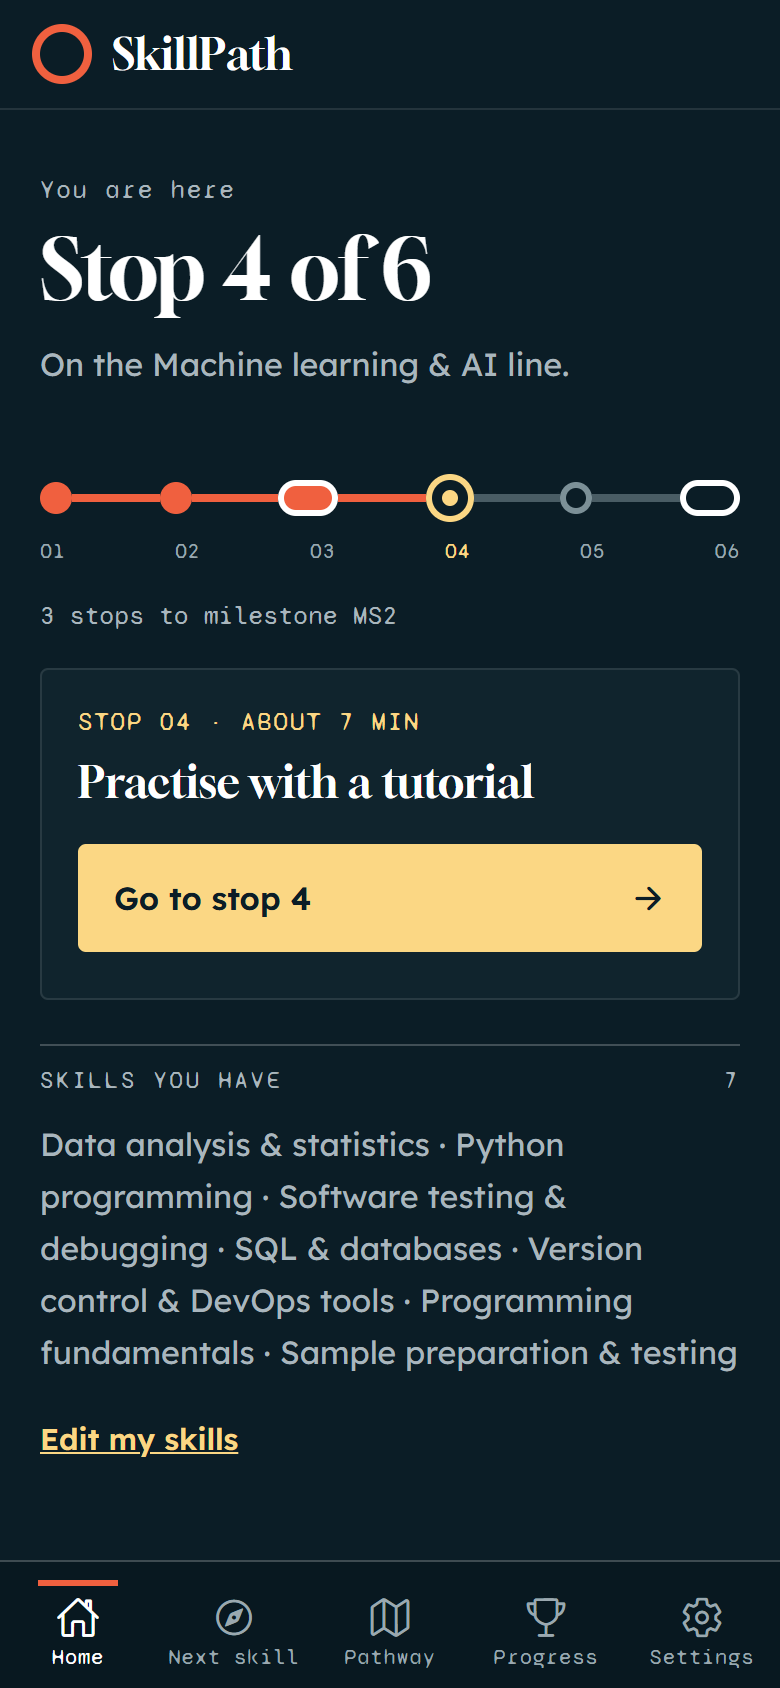 SkillPath
You are here
Stop 4 of 6
On the Machine learning & AI line.
01 02 03 04 05 06
3 stops to milestone MS2
STOP 04 · ABOUT 7 MIN
Practise with a tutorial
Go to stop 4 →
SKILLS YOU HAVE 7
Data analysis & statistics · Python
programming · Software testing &
debugging · SQL & databases · Version
control & DevOps tools · Programming
fundamentals · Sample preparation & testing
Edit my skills
Home Next skill Pathway Progress Settings